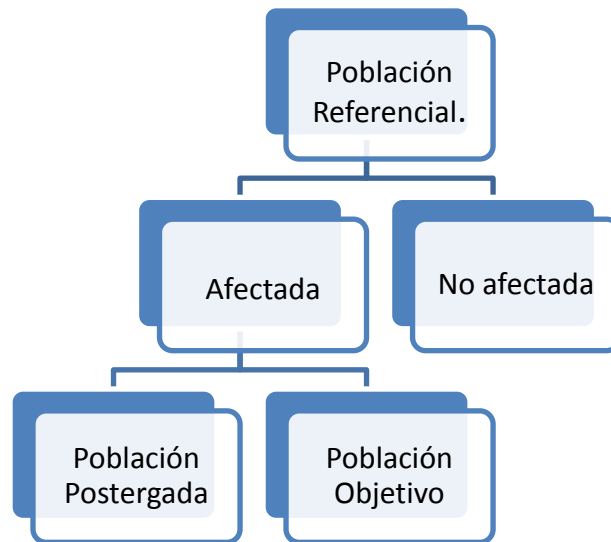 Población
Referencial.
Afectada
No afectada
Población
Postergada
Población
Objetivo